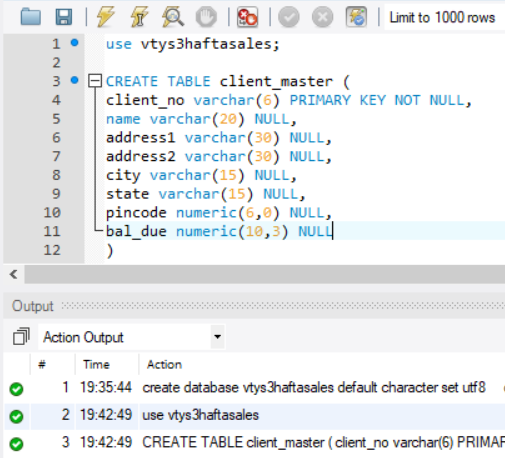 Limit to 1000 rows
1 use vtys3haftasales;
2
3 CREATE TABLE client_master (
4 client_no varchar(6) PRIMARY KEY NOT NULL,
5 name varchar(20) NULL,
6 address1 varchar(30) NULL,
7 address2 varchar(30) NULL,
8 city varchar(15) NULL,
9 state varchar(15) NULL,
10 pincode numeric(6,0) NULL,
11 bal_due numeric(10,3) NULL
12 )
Output
Action Output
# Time Action
1 19:35:44 create database vtys3haftasales default character set utf8
2 19:42:49 use vtys3haftasales
3 19:42:49 CREATE TABLE client_master ( client_no varchar(6) PRIMAR